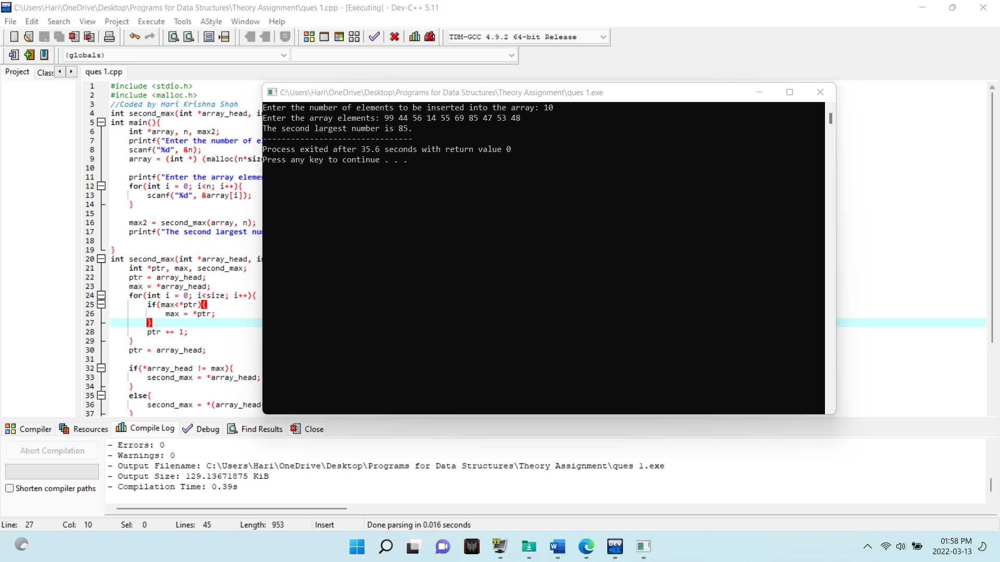 C:\Users\Hari\OneDrive\Desktop\Programs for Data Structures\Theory Assignment\ques 1.cpp - [Executing] - Dev-C++ 5.11
File Edit Search View Project Execute Tools AStyle Window Help
TDM-GCC 4.9.2 64-bit Release
(globals)
Project Class ques 1.cpp
1 #include <stdio.h>
2 #include <malloc.h>
3 //Coded by Hari Krishna Shah
4 int second_max(int *array_head, in
5 int main(){
6 int *array, n, max2;
7 printf("Enter the number of el
8 scanf("%d", &n);
9 array = (int *) (malloc(n*size
10
11 printf("Enter the array elemen
12 for(int i = 0; i<n; i++){
13 scanf("%d", &array[i]);
14 }
15
16 max2 = second_max(array, n);
17 printf("The second largest num
18
19 }
20 int second_max(int *array_head, in
21 int *ptr, max, second_max;
22 ptr = array_head;
23 max = *array_head;
24 for(int i = 0; i<size; i++){
25 if(max<*ptr){
26 max = *ptr;
27 }
28 ptr += 1;
29 }
30 ptr = array_head;
31
32 if(*array_head != max){
33 second_max = *array_head;
34 }
35 else{
36 second_max = *(array_head
37 }
C:\Users\Hari\OneDrive\Desktop\Programs for Data Structures\Theory Assignment\ques 1.exe
Enter the number of elements to be inserted into the array: 10
Enter the array elements: 99 44 56 14 55 69 85 47 53 48
The second largest number is 85.
--------------------------------
Process exited after 35.6 seconds with return value 0
Press any key to continue . . .
Compiler Resources Compile Log Debug Find Results Close
Abort Compilation
Shorten compiler paths
- Errors: 0
- Warnings: 0
- Output Filename: C:\Users\Hari\OneDrive\Desktop\Programs for Data Structures\Theory Assignment\ques 1.exe
- Output Size: 129.13671875 KiB
- Compilation Time: 0.39s
Line: 27 Col: 10 Sel: 0 Lines: 45 Length: 953 Insert Done parsing in 0.016 seconds
99
W
DEV
C++
01:58 PM
2022-03-13